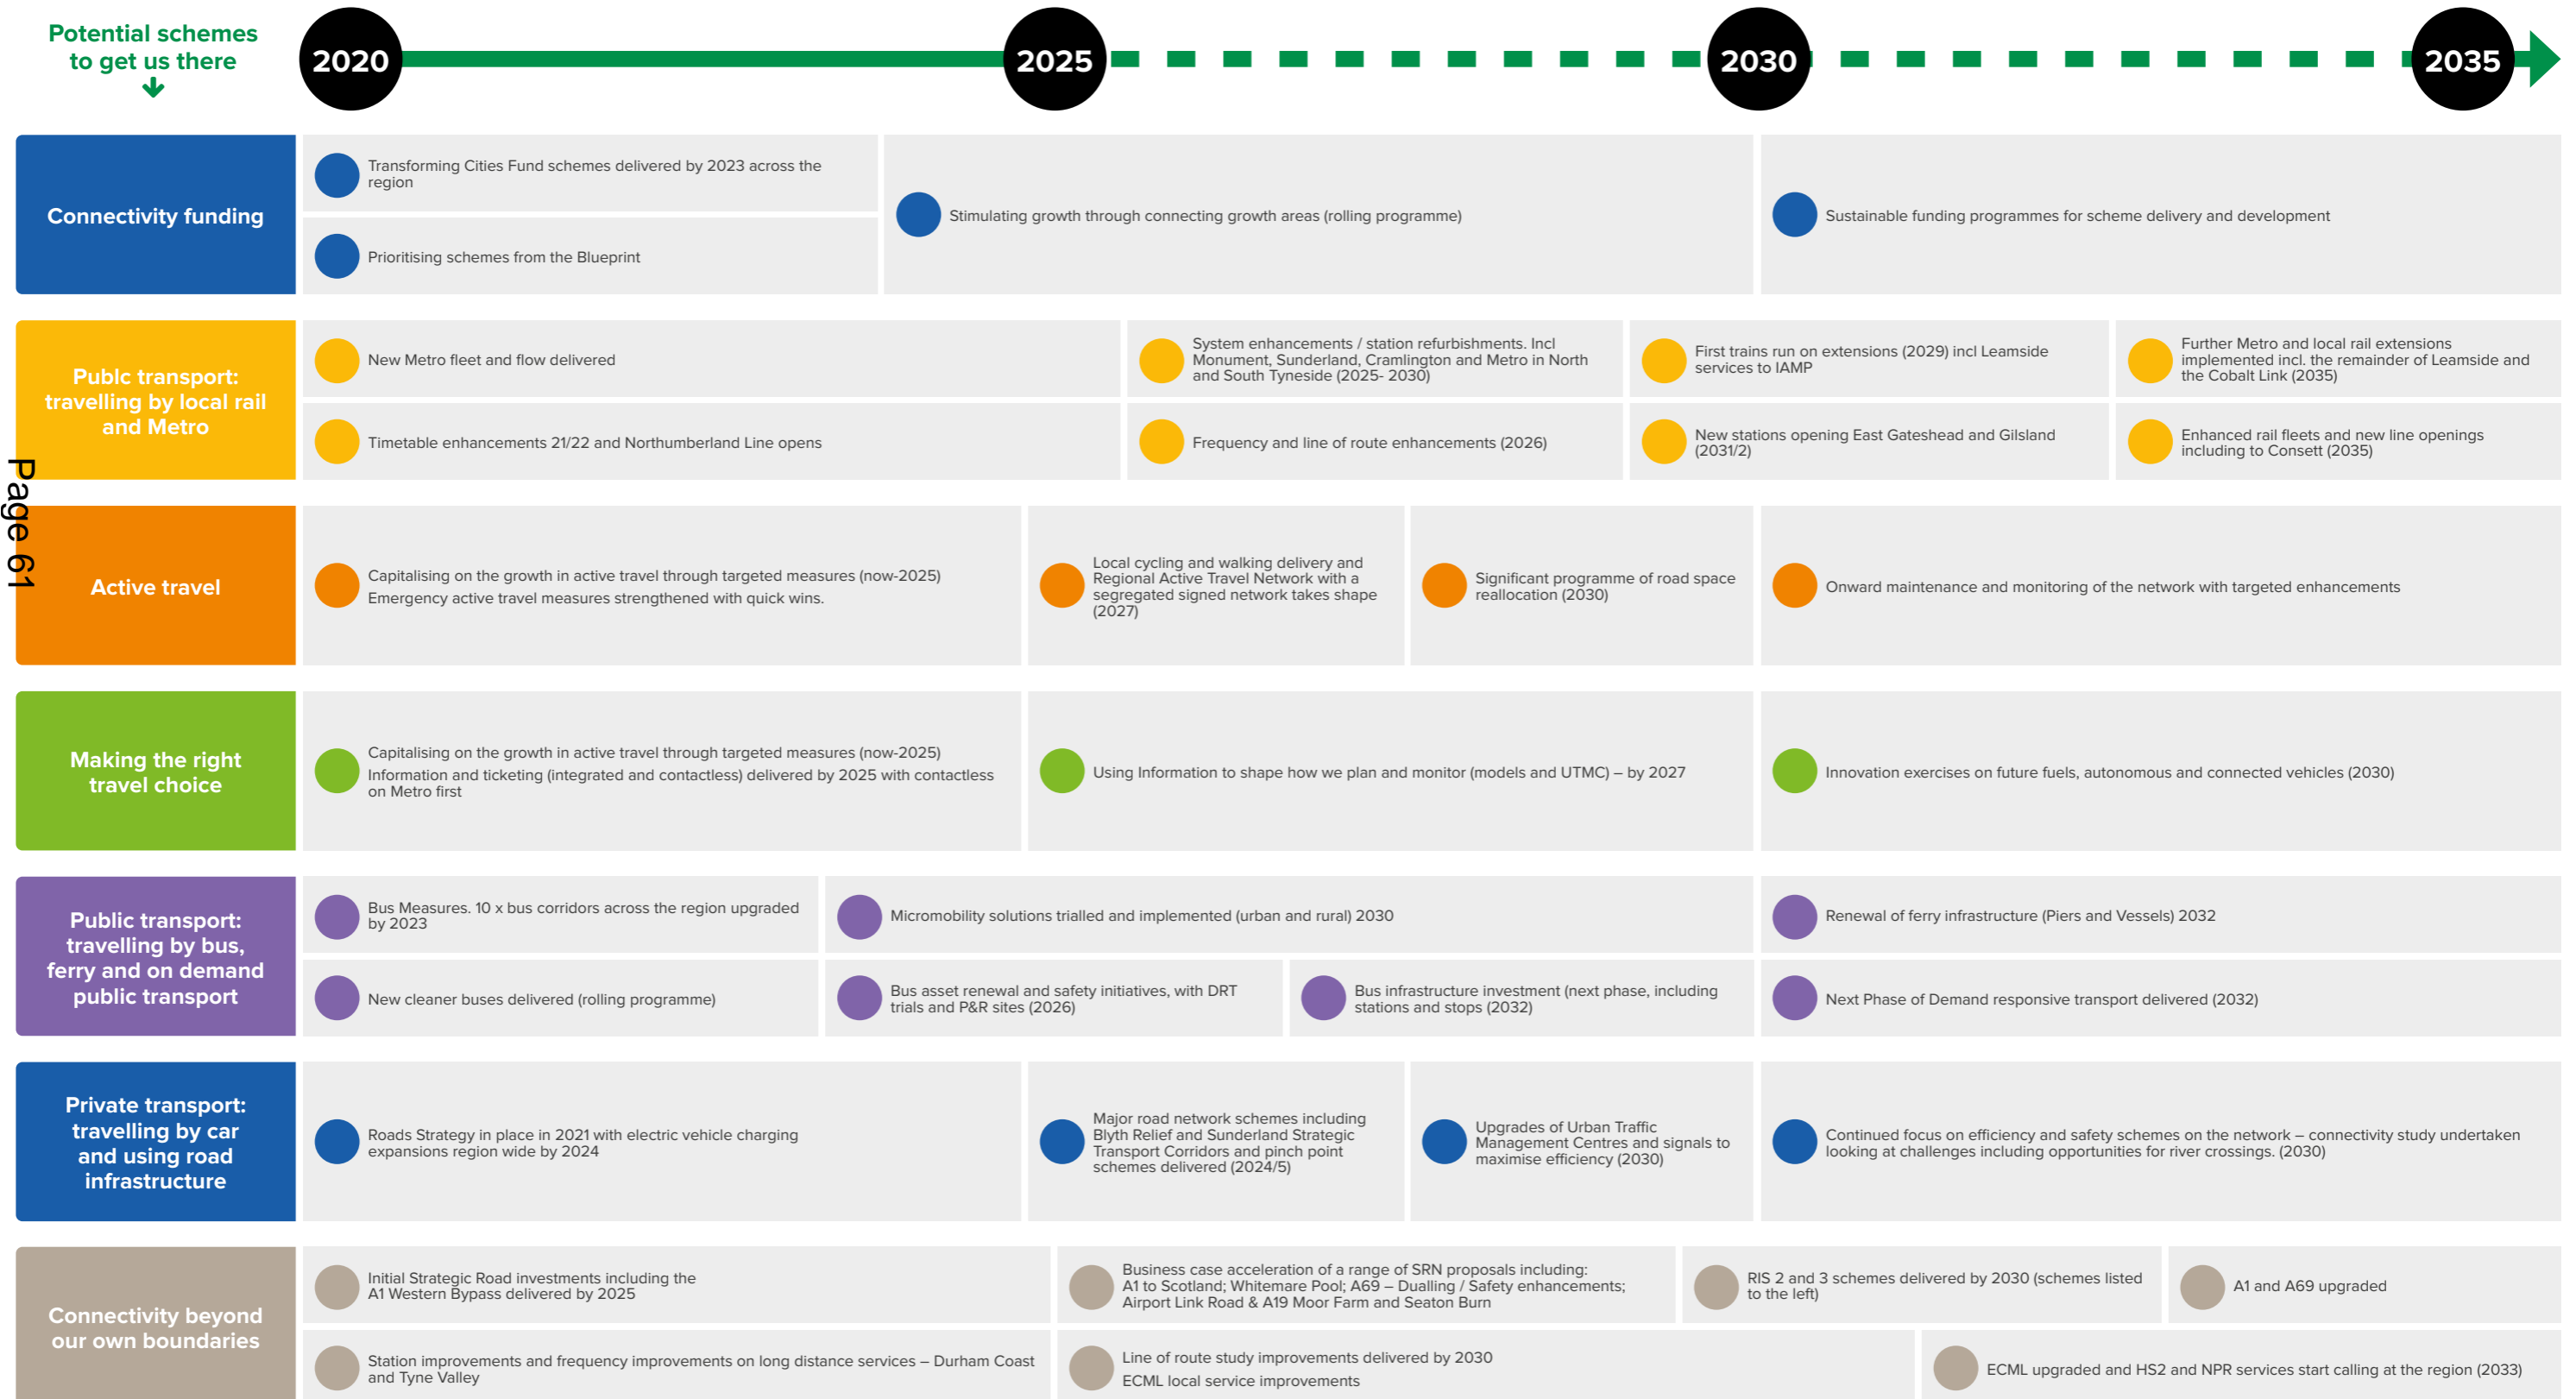 Potential schemes
to get us there
2020
2025
2030
2035
Connectivity funding
Transforming Cities Fund schemes delivered by 2023 across the
region
Prioritising schemes from the Blueprint
Stimulating growth through connecting growth areas (rolling programme)
Sustainable funding programmes for scheme delivery and development
Publc transport:
travelling by local rail
and Metro
New Metro fleet and flow delivered
System enhancements / station refurbishments. Incl
Monument, Sunderland, Cramlington and Metro in North
and South Tyneside (2025- 2030)
First trains run on extensions (2029) incl Leamside
services to IAMP
Further Metro and local rail extensions
implemented incl. the remainder of Leamside and
the Cobalt Link (2035)
Timetable enhancements 21/22 and Northumberland Line opens
Frequency and line of route enhancements (2026)
New stations opening East Gateshead and Gilsland
(2031/2)
Enhanced rail fleets and new line openings
including to Consett (2035)
Page 61
Active travel
Capitalising on the growth in active travel through targeted measures (now-2025)
Emergency active travel measures strengthened with quick wins.
Local cycling and walking delivery and
Regional Active Travel Network with a
segregated signed network takes shape
(2027)
Significant programme of road space
reallocation (2030)
Onward maintenance and monitoring of the network with targeted enhancements
Making the right
travel choice
Capitalising on the growth in active travel through targeted measures (now-2025)
Information and ticketing (integrated and contactless) delivered by 2025 with contactless
on Metro first
Using Information to shape how we plan and monitor (models and UTMC) – by 2027
Innovation exercises on future fuels, autonomous and connected vehicles (2030)
Public transport:
travelling by bus,
ferry and on demand
public transport
Bus Measures. 10 x bus corridors across the region upgraded
by 2023
Micromobility solutions trialled and implemented (urban and rural) 2030
Renewal of ferry infrastructure (Piers and Vessels) 2032
New cleaner buses delivered (rolling programme)
Bus asset renewal and safety initiatives, with DRT
trials and P&R sites (2026)
Bus infrastructure investment (next phase, including
stations and stops (2032)
Next Phase of Demand responsive transport delivered (2032)
Private transport:
travelling by car
and using road
infrastructure
Roads Strategy in place in 2021 with electric vehicle charging
expansions region wide by 2024
Major road network schemes including
Blyth Relief and Sunderland Strategic
Transport Corridors and pinch point
schemes delivered (2024/5)
Upgrades of Urban Traffic
Management Centres and signals to
maximise efficiency (2030)
Continued focus on efficiency and safety schemes on the network – connectivity study undertaken
looking at challenges including opportunities for river crossings. (2030)
Connectivity beyond
our own boundaries
Initial Strategic Road investments including the
A1 Western Bypass delivered by 2025
Business case acceleration of a range of SRN proposals including:
A1 to Scotland; Whitemare Pool; A69 – Dualling / Safety enhancements;
Airport Link Road & A19 Moor Farm and Seaton Burn
RIS 2 and 3 schemes delivered by 2030 (schemes listed
to the left)
A1 and A69 upgraded
Station improvements and frequency improvements on long distance services – Durham Coast
and Tyne Valley
Line of route study improvements delivered by 2030
ECML local service improvements
ECML upgraded and HS2 and NPR services start calling at the region (2033)